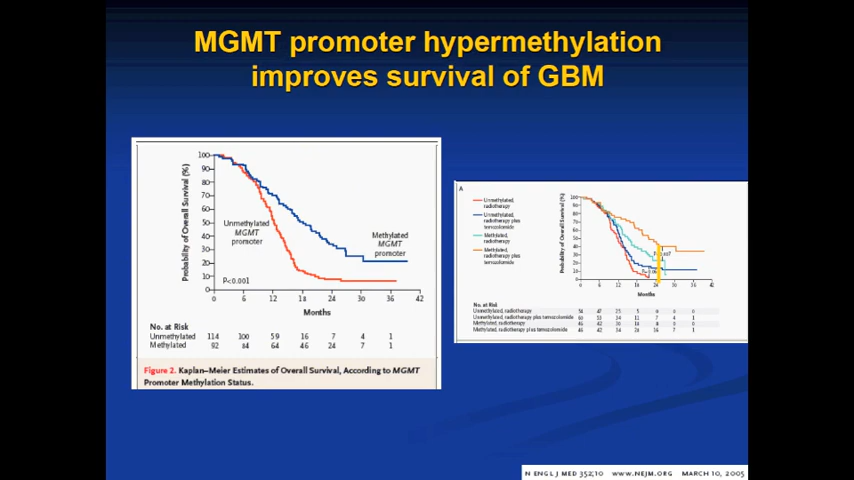 MGMT promoter hypermethylation
improves survival of GBM
Probability of Overall Survival (%)
100
90
80
70
60
50
40
30
20
10
0
Unmethylated
MGMT
promoter
Methylated
MGMT
promoter
P<0.001
0 6 12 18 24 30 36 42
Months
No. at Risk
Unmethylated 114 100 59 16 7 4 1
Methylated 92 84 64 46 24 7 1
Figure 2. Kaplan–Meier Estimates of Overall Survival, According to MGMT
Promoter Methylation Status.
A
Unmethylated,
radiotherapy
Unmethylated,
radiotherapy plus
temozolomide
Methylated,
radiotherapy
Methylated,
radiotherapy plus
temozolomide
Probability of Overall Survival (%)
100
90
80
70
60
50
40
30
20
10
0
0 6 12 18 24 30 36 42
Months
No. at Risk
Unmethylated, radiotherapy 54 47 25 5 0 0 0
Unmethylated, radiotherapy plus temozolomide 60 53 34 11 7 4 1
Methylated, radiotherapy 46 42 16 8 0 0
Methylated, radiotherapy plus temozolomide 46 42 34 16 7 1
N ENGL J MED 352;10 WWW.NEJM.ORG MARCH 10, 2005